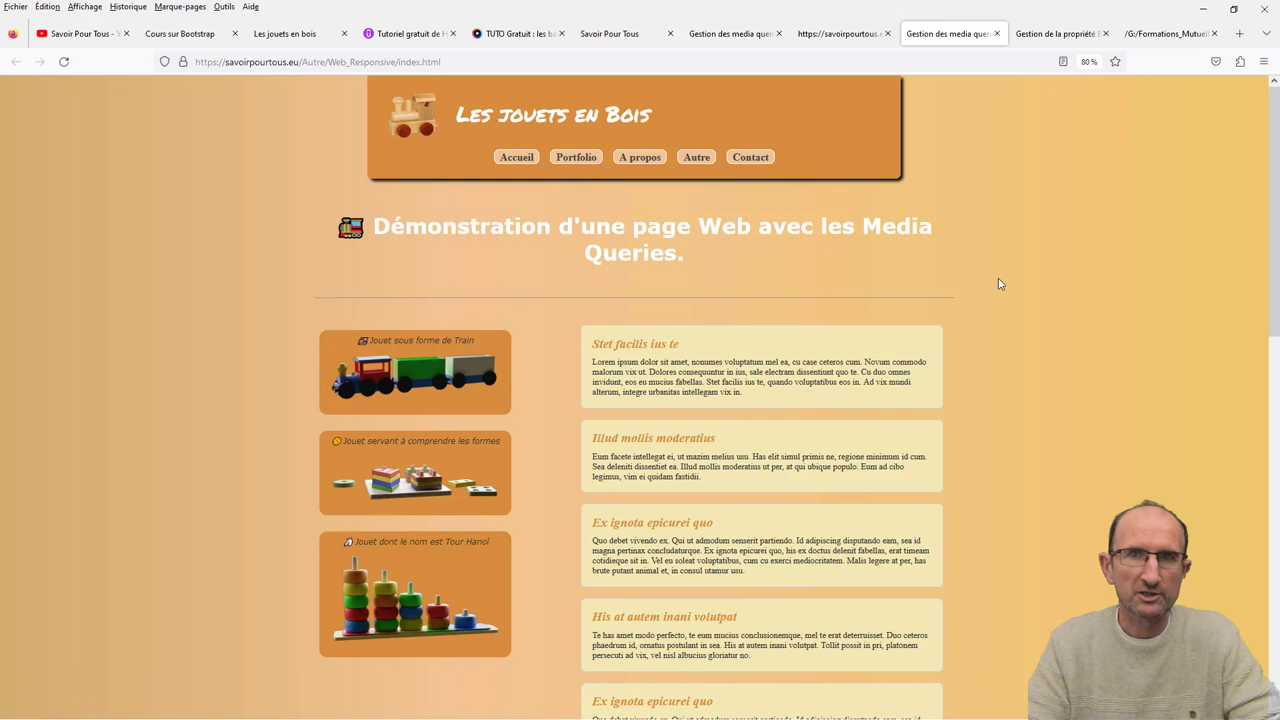 Fichier Édition Affichage Historique Marque-pages Outils Aide
Savoir Pour Tous - Y
Cours sur Bootstrap
Les jouets en bois
Tutoriel gratuit de H
TUTO Gratuit : les ba
Savoir Pour Tous
Gestion des media quer
https://savoirpourtous.e
Gestion des media quer
Gestion de la propriété B
/G:/Formations_Mutuell
https://savoirpourtous.eu/Autre/Web_Responsive/index.html
80 %
Les jouets en Bois
Accueil Portfolio A propos Autre Contact
Démonstration d'une page Web avec les Media
Queries.
Jouet sous forme de Train
Jouet servant à comprendre les formes
Jouet dont le nom est Tour Hanoï
Stet facilis ius te
Lorem ipsum dolor sit amet, nonumes voluptatum mel ea, cu case ceteros cum. Novum commodo
malorum vix ut. Dolores consequuntur in ius, sale electram dissentiunt quo te. Cu duo omnes
invidunt, eos eu mucius fabellas. Stet facilis ius te, quando voluptatibus eos in. Ad vix mundi
alterum, integre urbanitas intellegam vix in.
Illud mollis moderatius
Eum facete intellegat ei, ut mazim melius usu. Has elit simul primis ne, regione minimum id cum.
Sea deleniti dissentiet ea. Illud mollis moderatius ut per, at qui ubique populo. Eum ad cibo
legimus, vim ei quidam fastidii.
Ex ignota epicurei quo
Quo debet vivendo ex. Qui ut admodum senserit partiendo. Id adipiscing disputando eam, sea id
magna pertinax concludaturque. Ex ignota epicurei quo, his ex doctus delenit fabellas, erat timeam
cotidieque sit in. Vel eu soleat voluptatibus, cum cu exerci mediocritatem. Malis legere at per, has
brute putant animal et, in consul utamur usu.
His at autem inani volutpat
Te has amet modo perfecto, te eum mucius conclusionemque, mel te erat deterruisset. Duo ceteros
phaedrum id, ornatus postulant in sea. His at autem inani volutpat. Tollit possit in pri, platonem
persecuti ad vix, vel nisl albucius gloriatur no.
Ex ignota epicurei quo